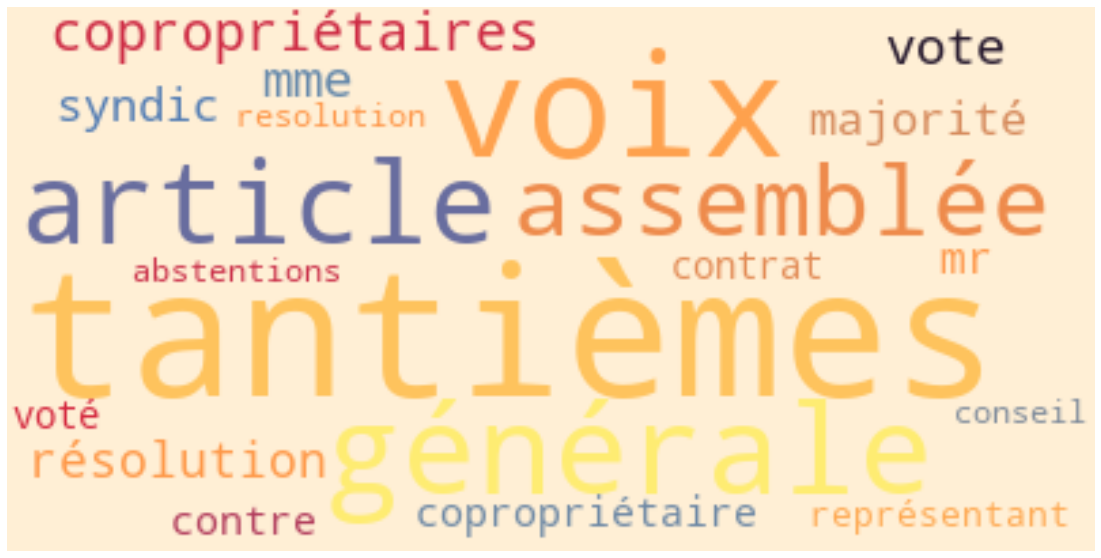 copropriétaires
vote
mme
syndic
resolution
voix
majorité
article
assemblée
abstentions
contrat
mr
tantièmes
voté
générale
conseil
résolution
contre
copropriétaire
représentant